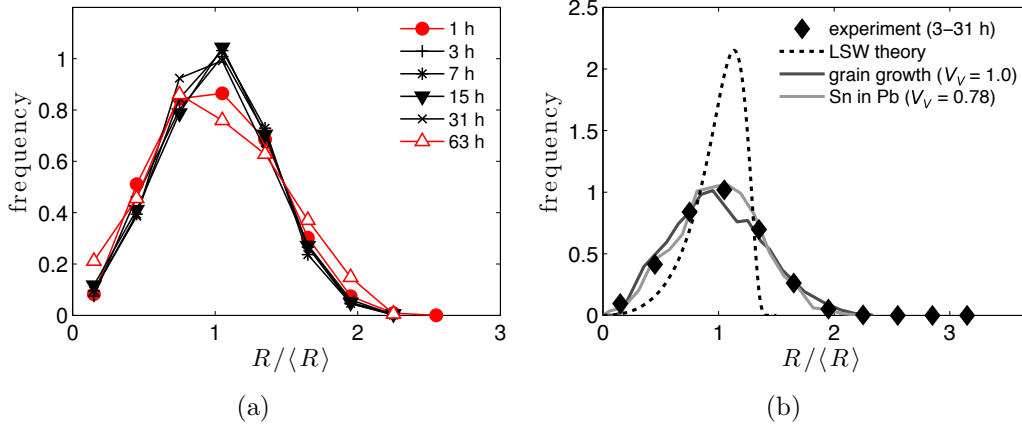 1 h
3 h
7 h
15 h
31 h
63 h
1
0.8
0.6
0.4
0.2
0
0 1 2 3
frequency
R/⟨R⟩
(a)
experiment (3–31 h)
LSW theory
grain growth (V_V = 1.0)
Sn in Pb (V_V = 0.78)
2.5
2
1.5
1
0.5
0
0 1 2 3
frequency
R/⟨R⟩
(b)